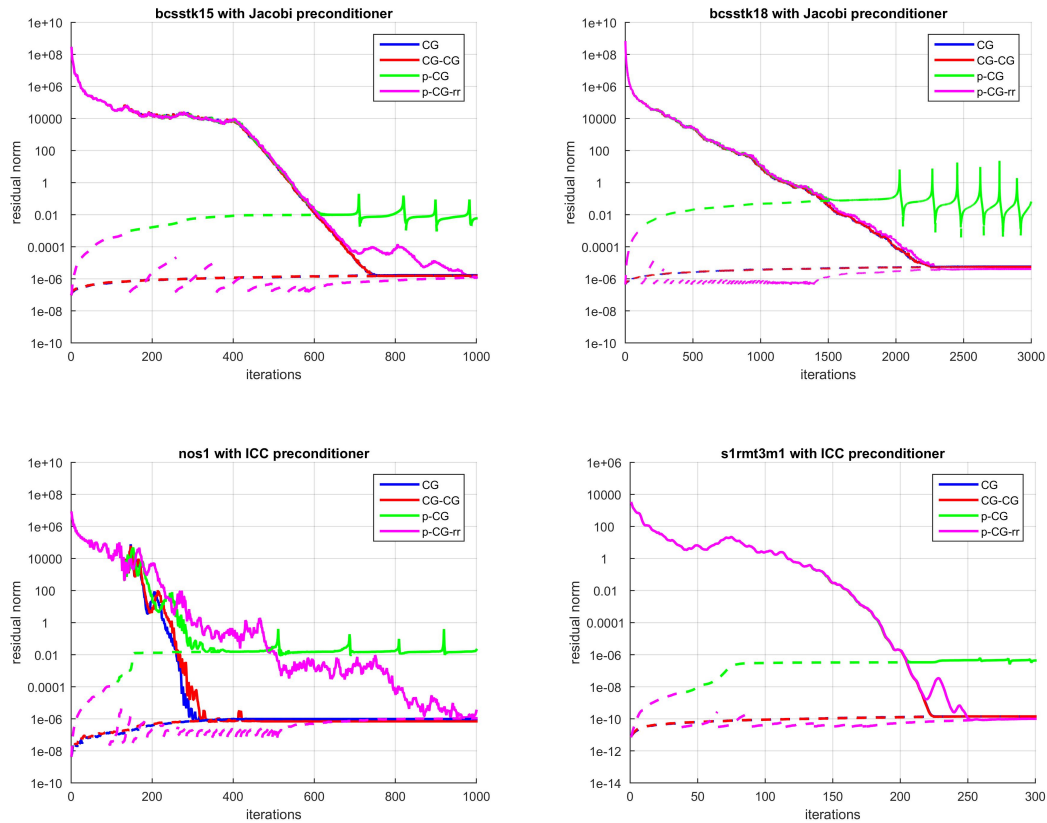 bcsstk15 with Jacobi preconditioner
1e+10
1e+08
1e+06
10000
100
1
0.01
0.0001
1e-06
1e-08
1e-10
residual norm
CG
CG-CG
p-CG
p-CG-rr
0 200 400 600 800 1000
iterations
bcsstk18 with Jacobi preconditioner
1e+10
1e+08
1e+06
10000
100
1
0.01
0.0001
1e-06
1e-08
1e-10
residual norm
CG
CG-CG
p-CG
p-CG-rr
0 500 1000 1500 2000 2500 3000
iterations
nos1 with ICC preconditioner
1e+10
1e+08
1e+06
10000
100
1
0.01
0.0001
1e-06
1e-08
1e-10
residual norm
CG
CG-CG
p-CG
p-CG-rr
0 200 400 600 800 1000
iterations
s1rmt3m1 with ICC preconditioner
1e+06
10000
100
1
0.01
0.0001
1e-06
1e-08
1e-10
1e-12
1e-14
residual norm
CG
CG-CG
p-CG
p-CG-rr
0 50 100 150 200 250 300
iterations